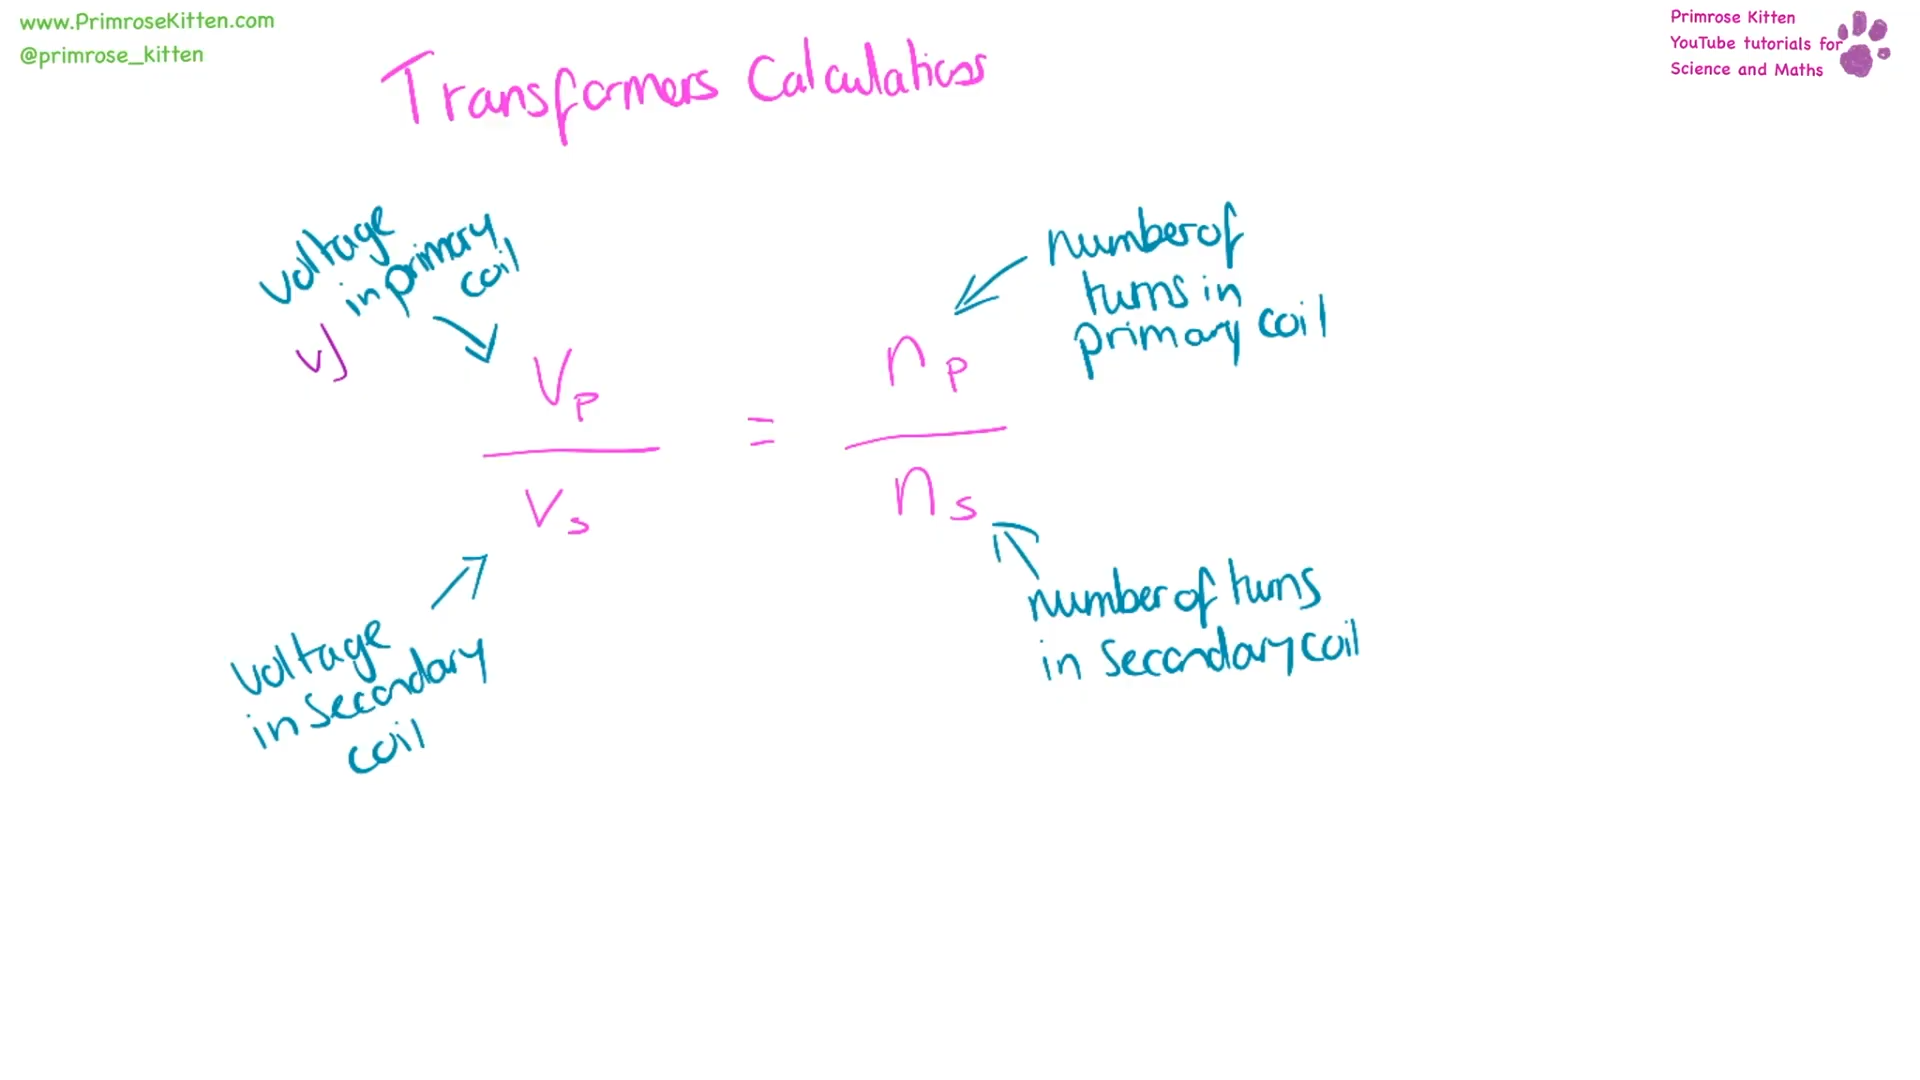 www.PrimroseKitten.com
@primrose_kitten
Primrose Kitten
YouTube tutorials for
Science and Maths
Transformers Calculations
voltage
in primary
coil
v
Vp
Vs
=
np
ns
number of
turns in
primary coil
voltage
in secondary
coil
number of turns
in secondary coil